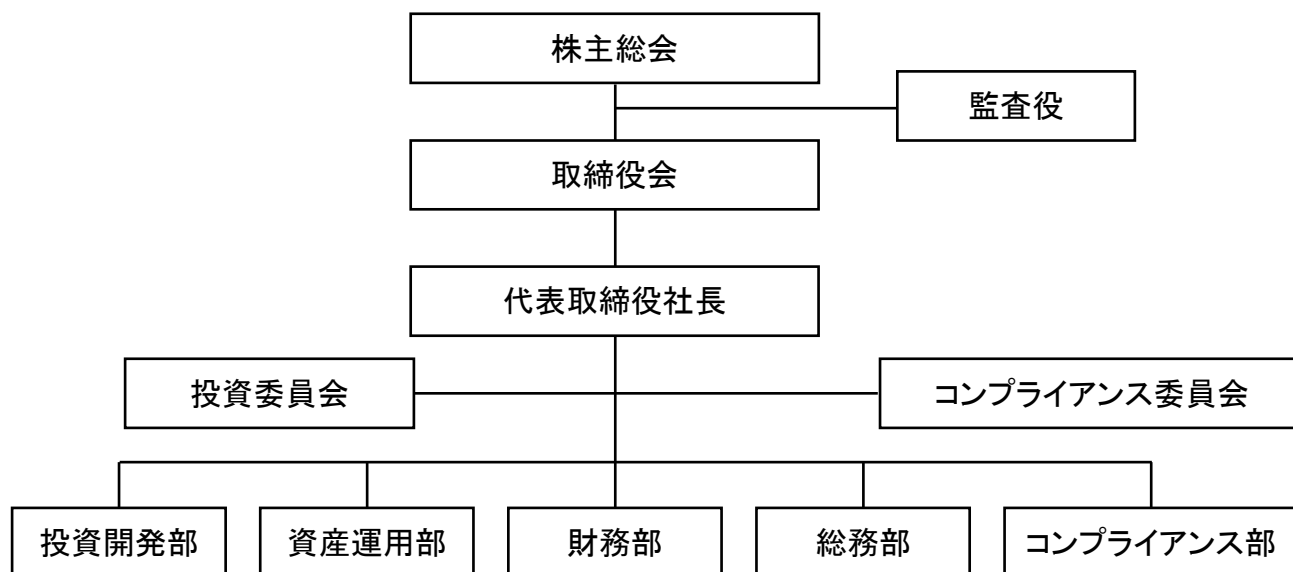 株主総会
監査役
取締役会
代表取締役社長
投資委員会
コンプライアンス委員会
投資開発部
資産運用部
財務部
総務部
コンプライアンス部